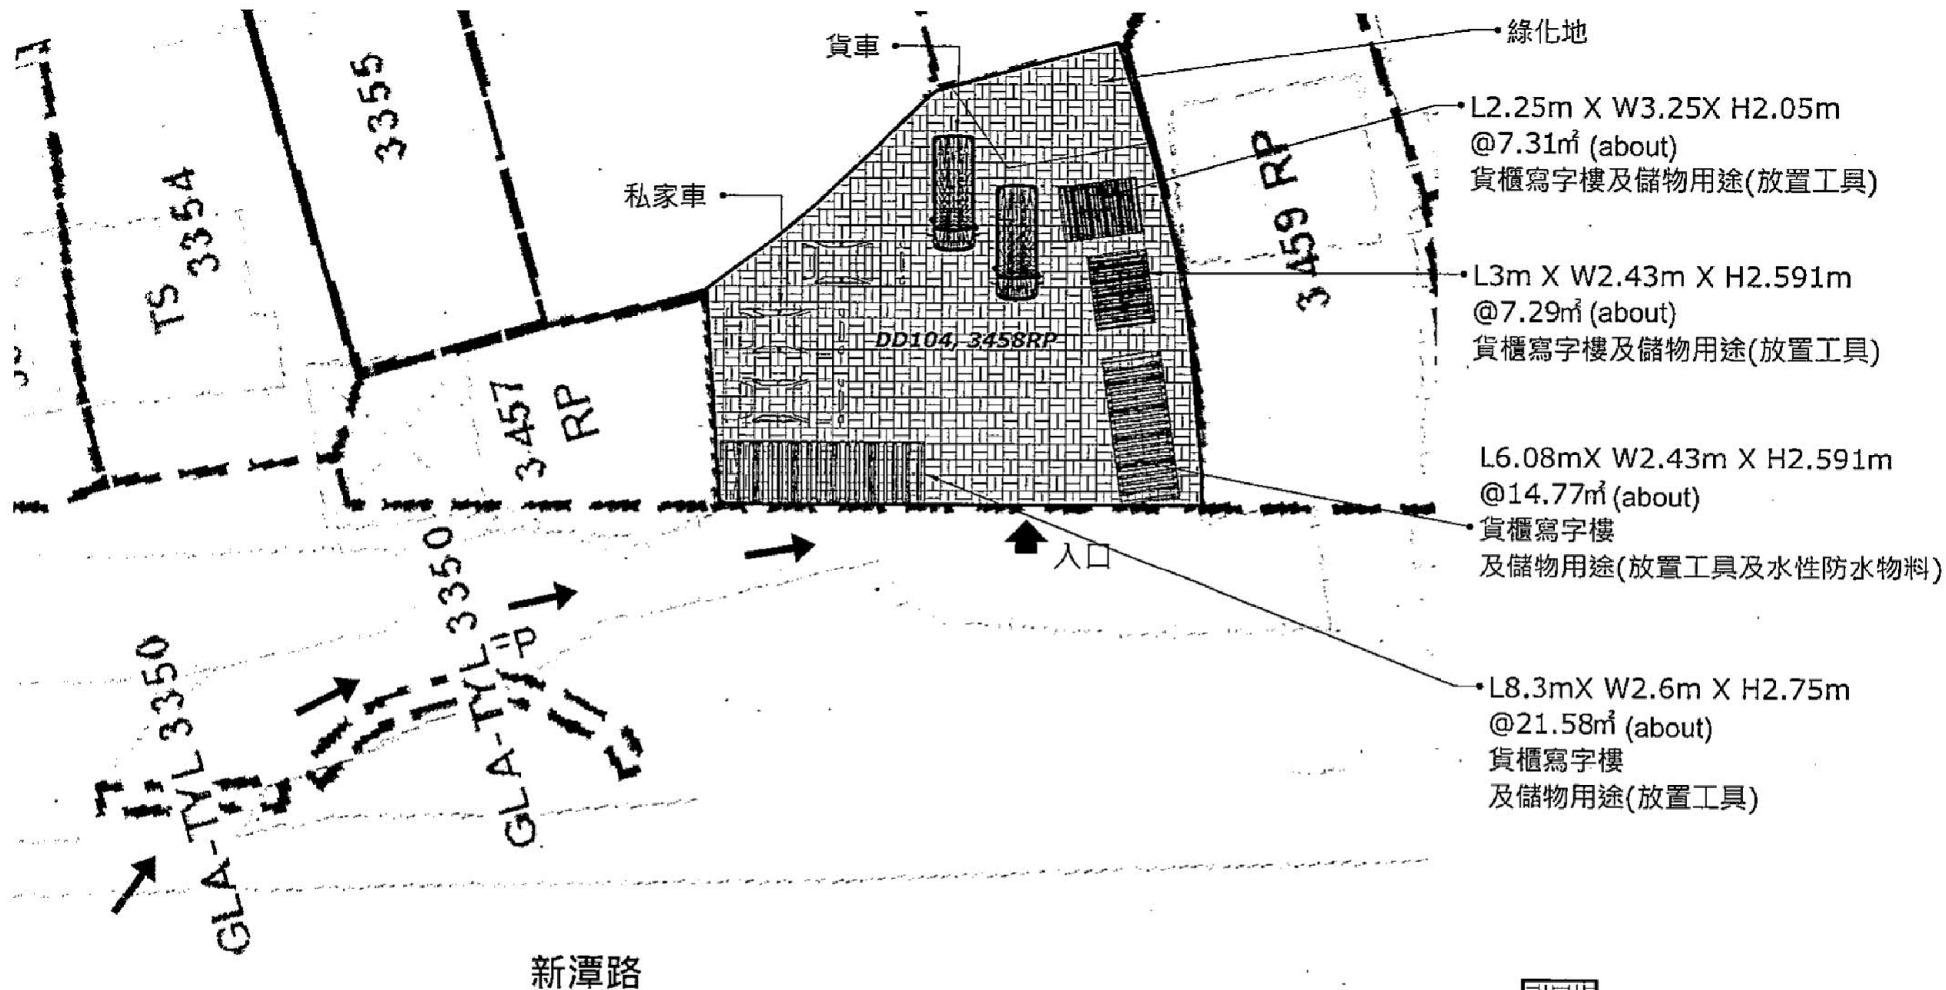 貨車
綠化地
私家車
L2.25m X W3.25X H2.05m
@7.31㎡ (about)
貨櫃寫字樓及儲物用途(放置工具)
L3m X W2.43m X H2.591m
@7.29㎡ (about)
貨櫃寫字樓及儲物用途(放置工具)
L6.08mX W2.43m X H2.591m
@14.77㎡ (about)
貨櫃寫字樓
及儲物用途(放置工具及水性防水物料)
L8.3mX W2.6m X H2.75m
@21.58㎡ (about)
貨櫃寫字樓
及儲物用途(放置工具)
3355
TS 3354
3457
RP
DD104, 3458RP
3459 RP
入口
GLA-TYL 3350
GLA-TYL 3350
新潭路